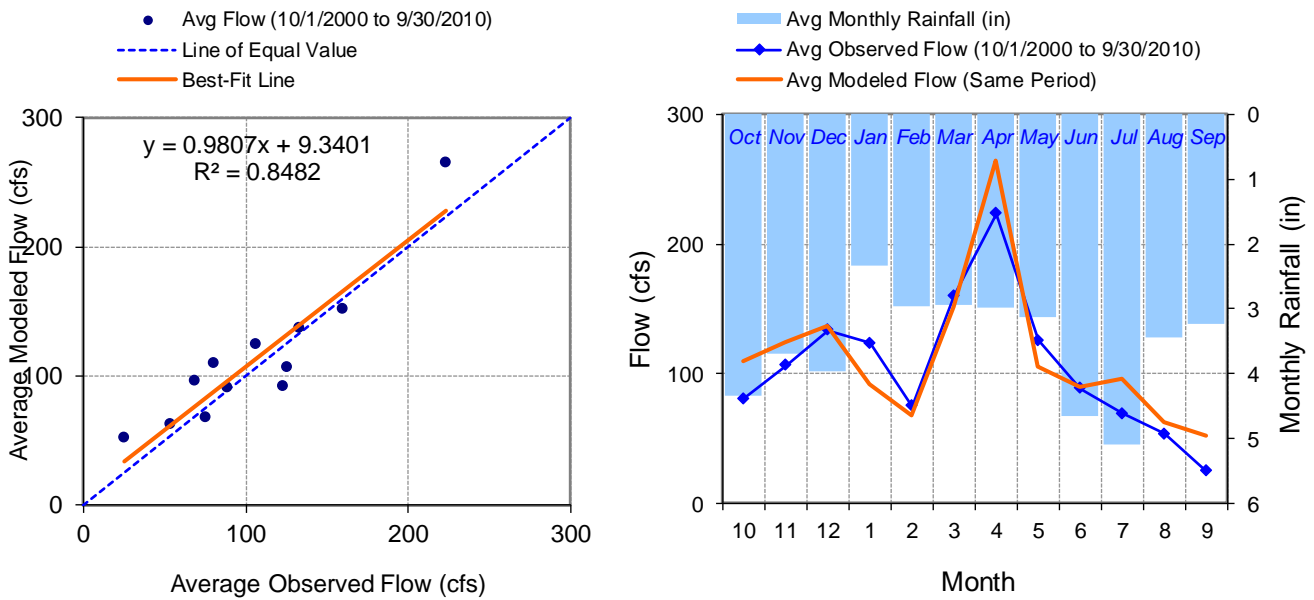 Avg Flow (10/1/2000 to 9/30/2010)
Line of Equal Value
Best-Fit Line
y = 0.9807x + 9.3401
R² = 0.8482
Average Modeled Flow (cfs)
300
200
100
0
0 100 200 300
Average Observed Flow (cfs)
Avg Monthly Rainfall (in)
Avg Observed Flow (10/1/2000 to 9/30/2010)
Avg Modeled Flow (Same Period)
Flow (cfs)
300
200
100
0
Oct Nov Dec Jan Feb Mar Apr May Jun Jul Aug Sep
0
1
2
3
4
5
6
Monthly Rainfall (in)
10 11 12 1 2 3 4 5 6 7 8 9
Month